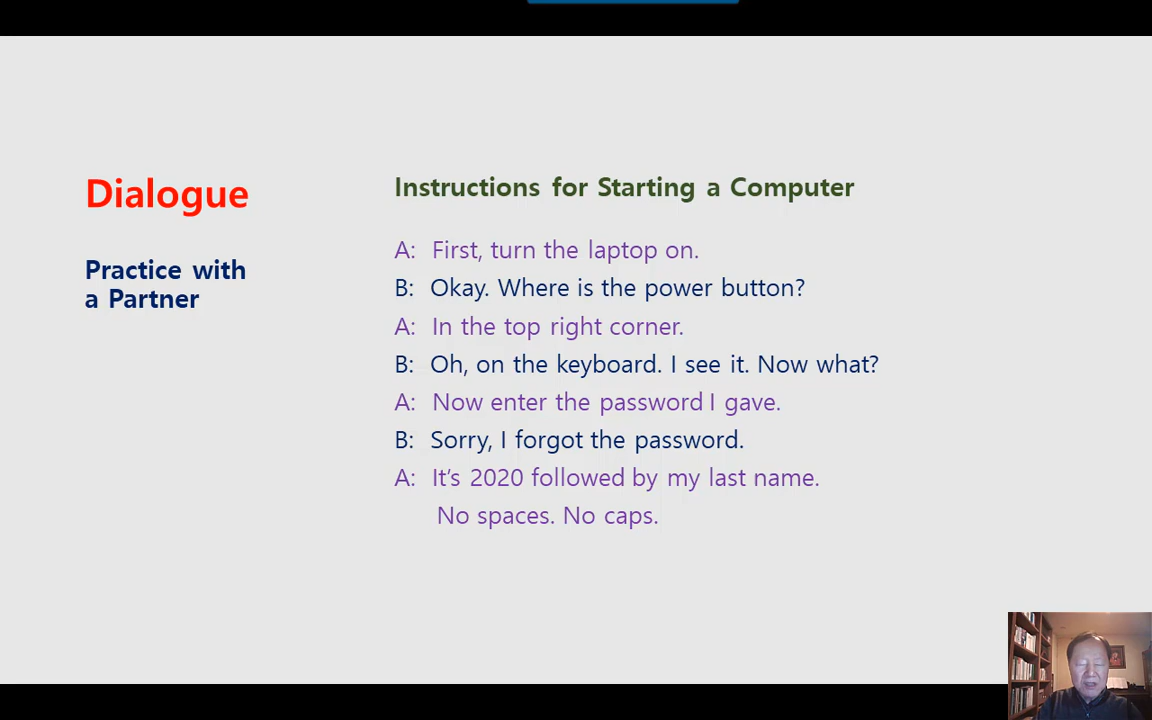 Dialogue
Practice with
a Partner
Instructions for Starting a Computer
A: First, turn the laptop on.
B: Okay. Where is the power button?
A: In the top right corner.
B: Oh, on the keyboard. I see it. Now what?
A: Now enter the password I gave.
B: Sorry, I forgot the password.
A: It’s 2020 followed by my last name.
No spaces. No caps.